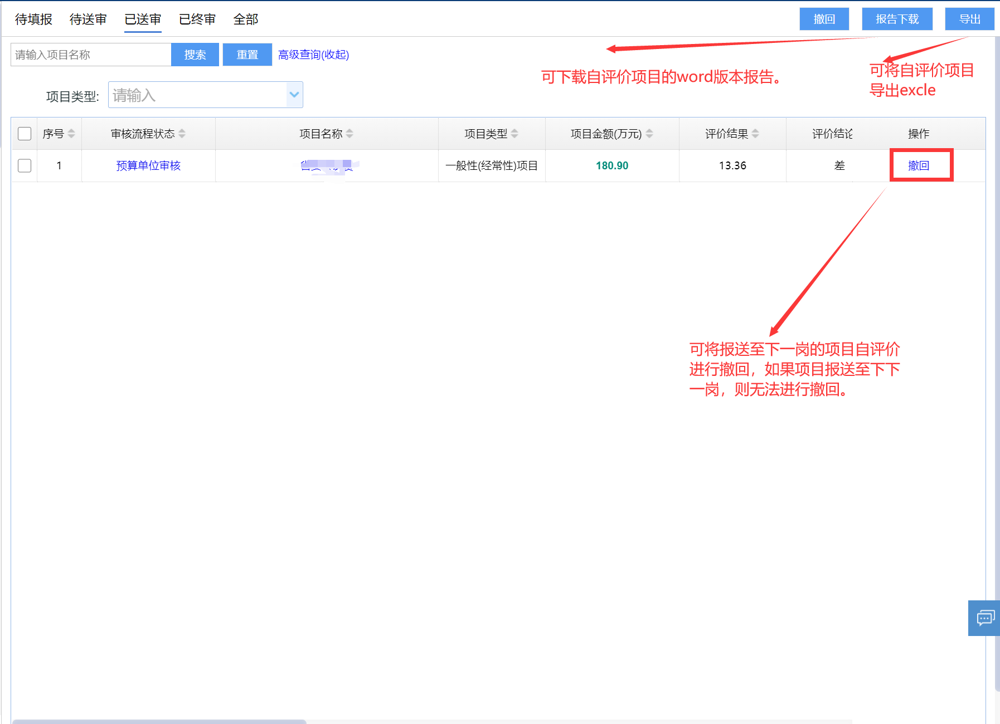 待填报 待送审 已送审 已终审 全部 撤回 报告下载 导出
请输入项目名称 搜索 重置 高级查询(收起)
可下载自评价项目的word版本报告。
可将自评价项目
导出excle
项目类型: 请输入
序号 审核流程状态 项目名称 项目类型 项目金额(万元) 评价结果 评价结论 操作
1 预算单位审核 一般性(经常性)项目 180.90 13.36 差 撤回
可将报送至下一岗的项目自评价
进行撤回，如果项目报送至下下
一岗，则无法进行撤回。